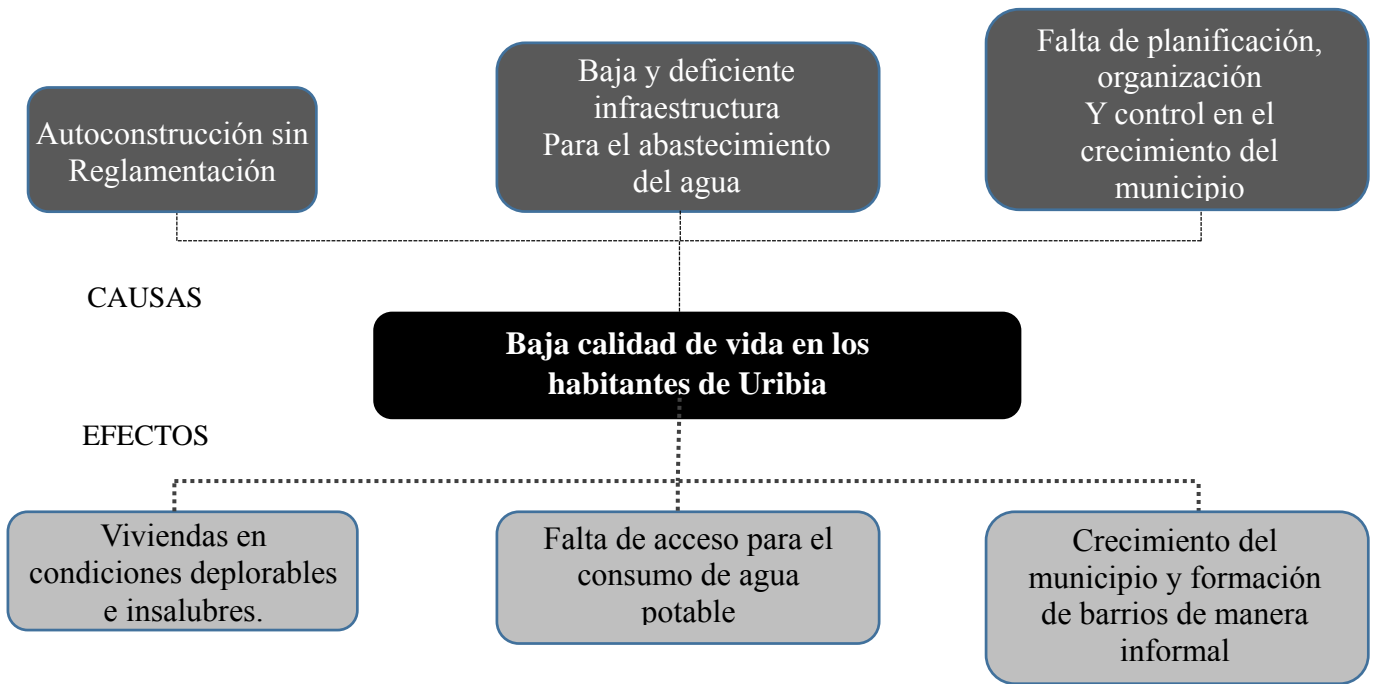 Autoconstrucción sin
Reglamentación
Baja y deficiente
infraestructura
Para el abastecimiento
del agua
Falta de planificación,
organización
Y control en el
crecimiento del
municipio
CAUSAS
Baja calidad de vida en los
habitantes de Uribia
EFECTOS
Viviendas en
condiciones deplorables
e insalubres.
Falta de acceso para el
consumo de agua
potable
Crecimiento del
municipio y formación
de barrios de manera
informal